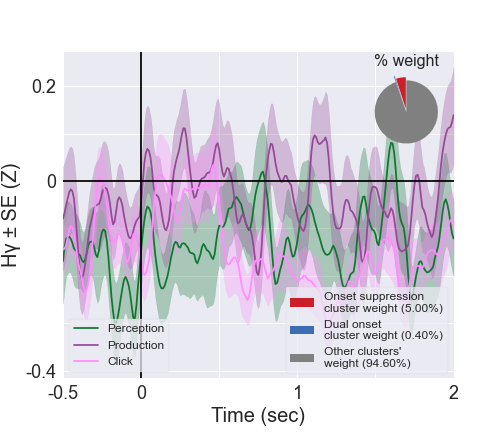 % weight
0.2
0
-0.4
Hγ ± SE (Z)
Perception
Production
Click
Onset suppression
cluster weight (5.00%)
Dual onset
cluster weight (0.40%)
Other clusters'
weight (94.60%)
-0.5
0
1
2
Time (sec)